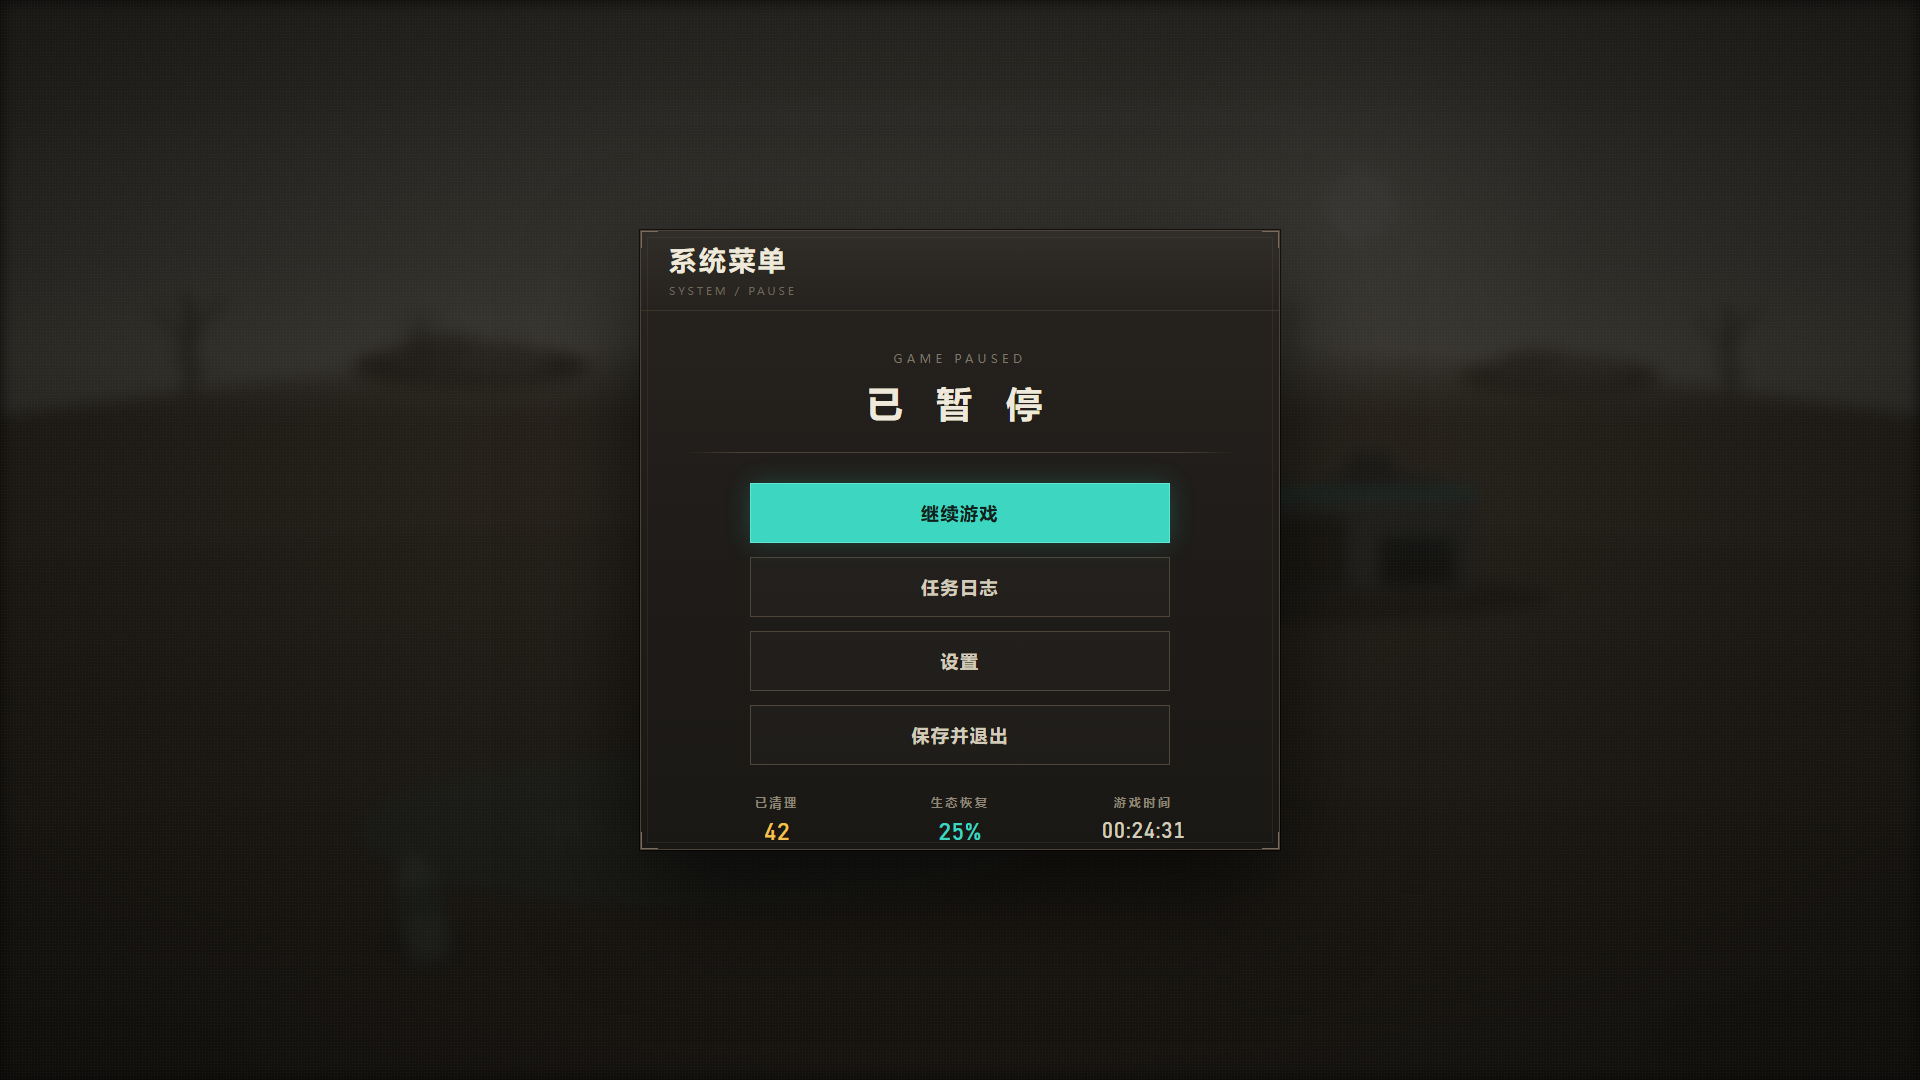 系统菜单
SYSTEM / PAUSE
GAME PAUSED
已暂停
继续游戏
任务日志
设置
保存并退出
已清理 生态恢复 游戏时间
42 25% 00:24:31